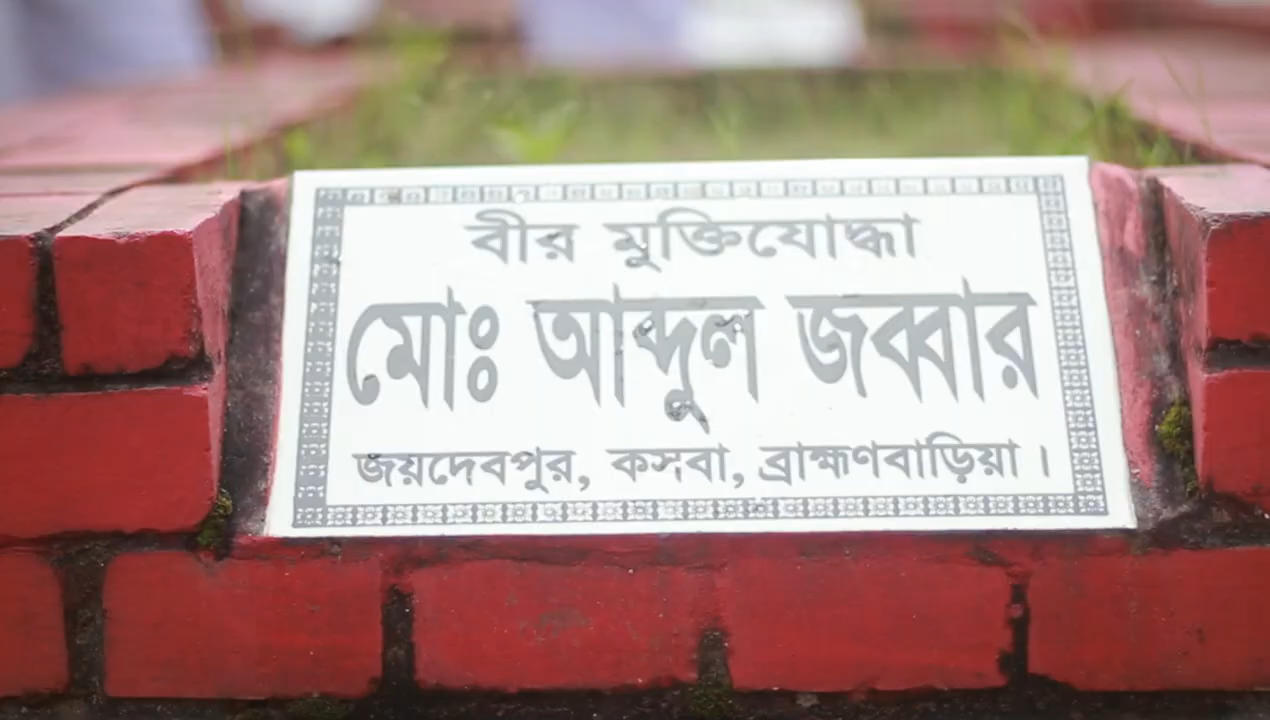 বীর মুক্তিযোদ্ধা
মোঃ আব্দুল জব্বার
জয়দেবপুর, কসবা, ব্রাহ্মণবাড়িয়া।